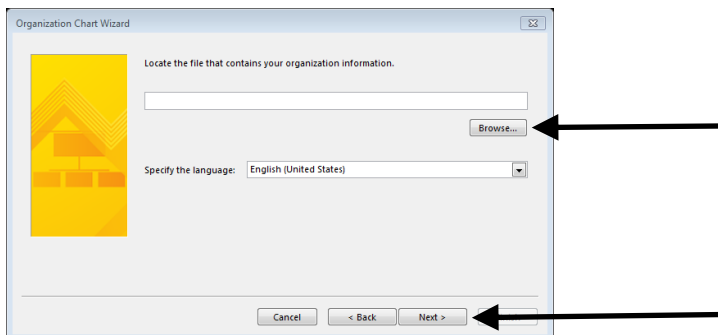 Organization Chart Wizard
Locate the file that contains your organization information.
Browse...
Specify the language: English (United States)
Cancel < Back Next >